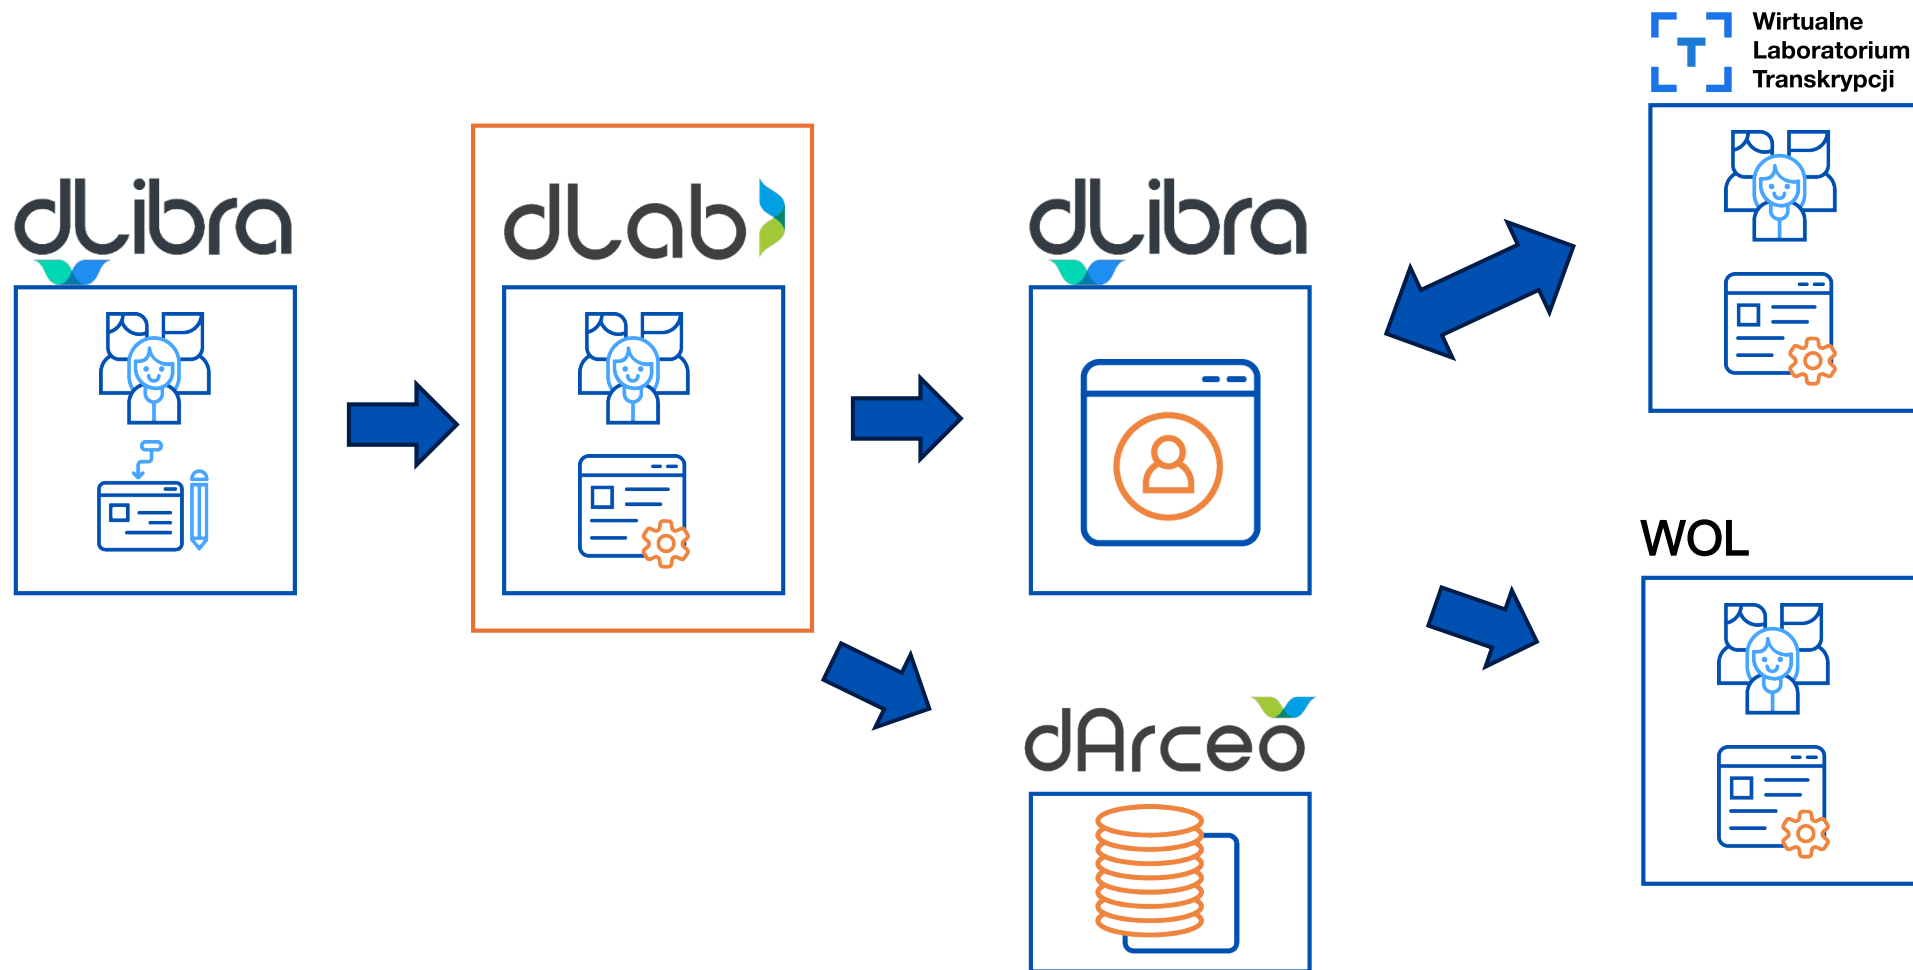 Wirtualne
Laboratorium
Transkrypcji
dLibra
dLab
dLibra
WOL
dArceo